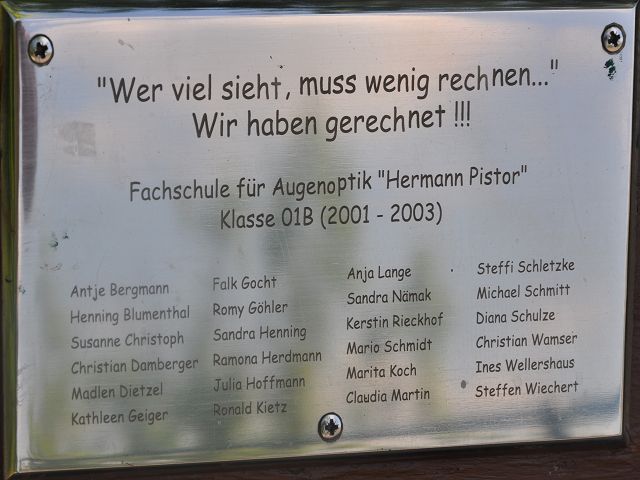 "Wer viel sieht, muss wenig rechnen..."
Wir haben gerechnet !!!
Fachschule für Augenoptik "Hermann Pistor"
Klasse 01B (2001 - 2003)
Antje Bergmann
Henning Blumenthal
Susanne Christoph
Christian Damberger
Madlen Dietzel
Kathleen Geiger
Falk Gocht
Romy Göhler
Sandra Henning
Ramona Herdmann
Julia Hoffmann
Ronald Kietz
Anja Lange
Sandra Námak
Kerstin Rieckhof
Mario Schmidt
Marita Koch
Claudia Martin
Steffi Schletzke
Michael Schmitt
Diana Schulze
Christian Wamser
Ines Wellershaus
Steffen Wiechert